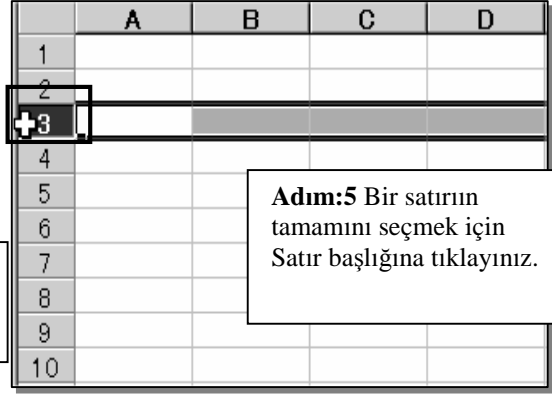 A B C D
1
2
3
4
5
6
7
8
9
10
Adım:5 Bir satırıın
tamamını seçmek için
Satır başlığına tıklayınız.